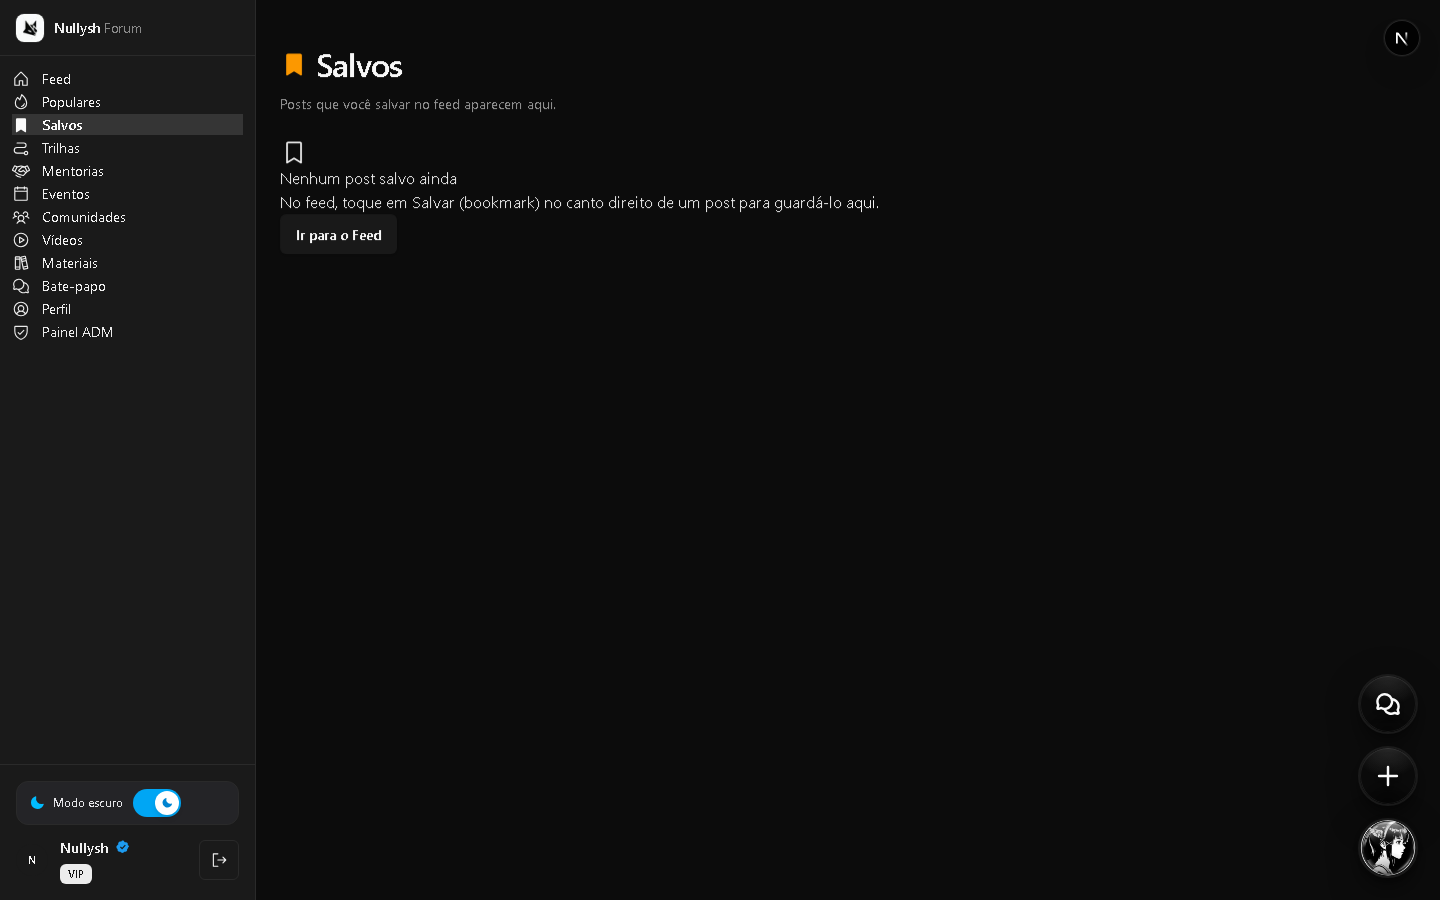 Nullysh Forum
Feed
Populares
Salvos
Trilhas
Mentorias
Eventos
Comunidades
Vídeos
Materiais
Bate-papo
Perfil
Painel ADM
Modo escuro
N
Nullysh
VIP
Salvos
Posts que você salvar no feed aparecem aqui.
Nenhum post salvo ainda
No feed, toque em Salvar (bookmark) no canto direito de um post para guardá-lo aqui.
Ir para o Feed
N